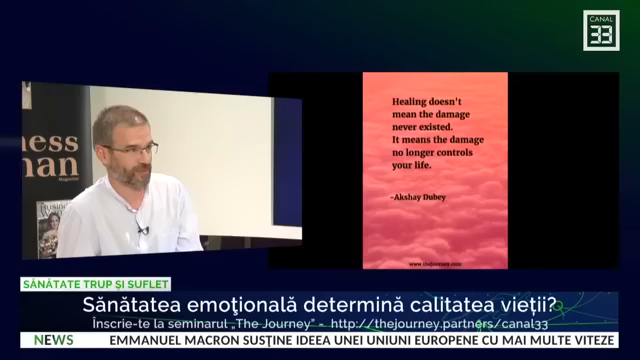 CANAL
33
ness
man
Magazine
Healing doesn't
mean the damage
never existed.
It means the damage
no longer controls
your life.
-Akshay Dubey
www.thejourney.com
SĂNĂTATE TRUP ȘI SUFLET
Sănătatea emoţională determină calitatea vieții?
Înscrie-te la seminarul „The Journey” - http://thejourney.partners/canal33
NEWS
EMMANUEL MACRON SUSȚINE IDEEA UNEI UNIUNI EUROPENE CU MAI MULTE VITEZE